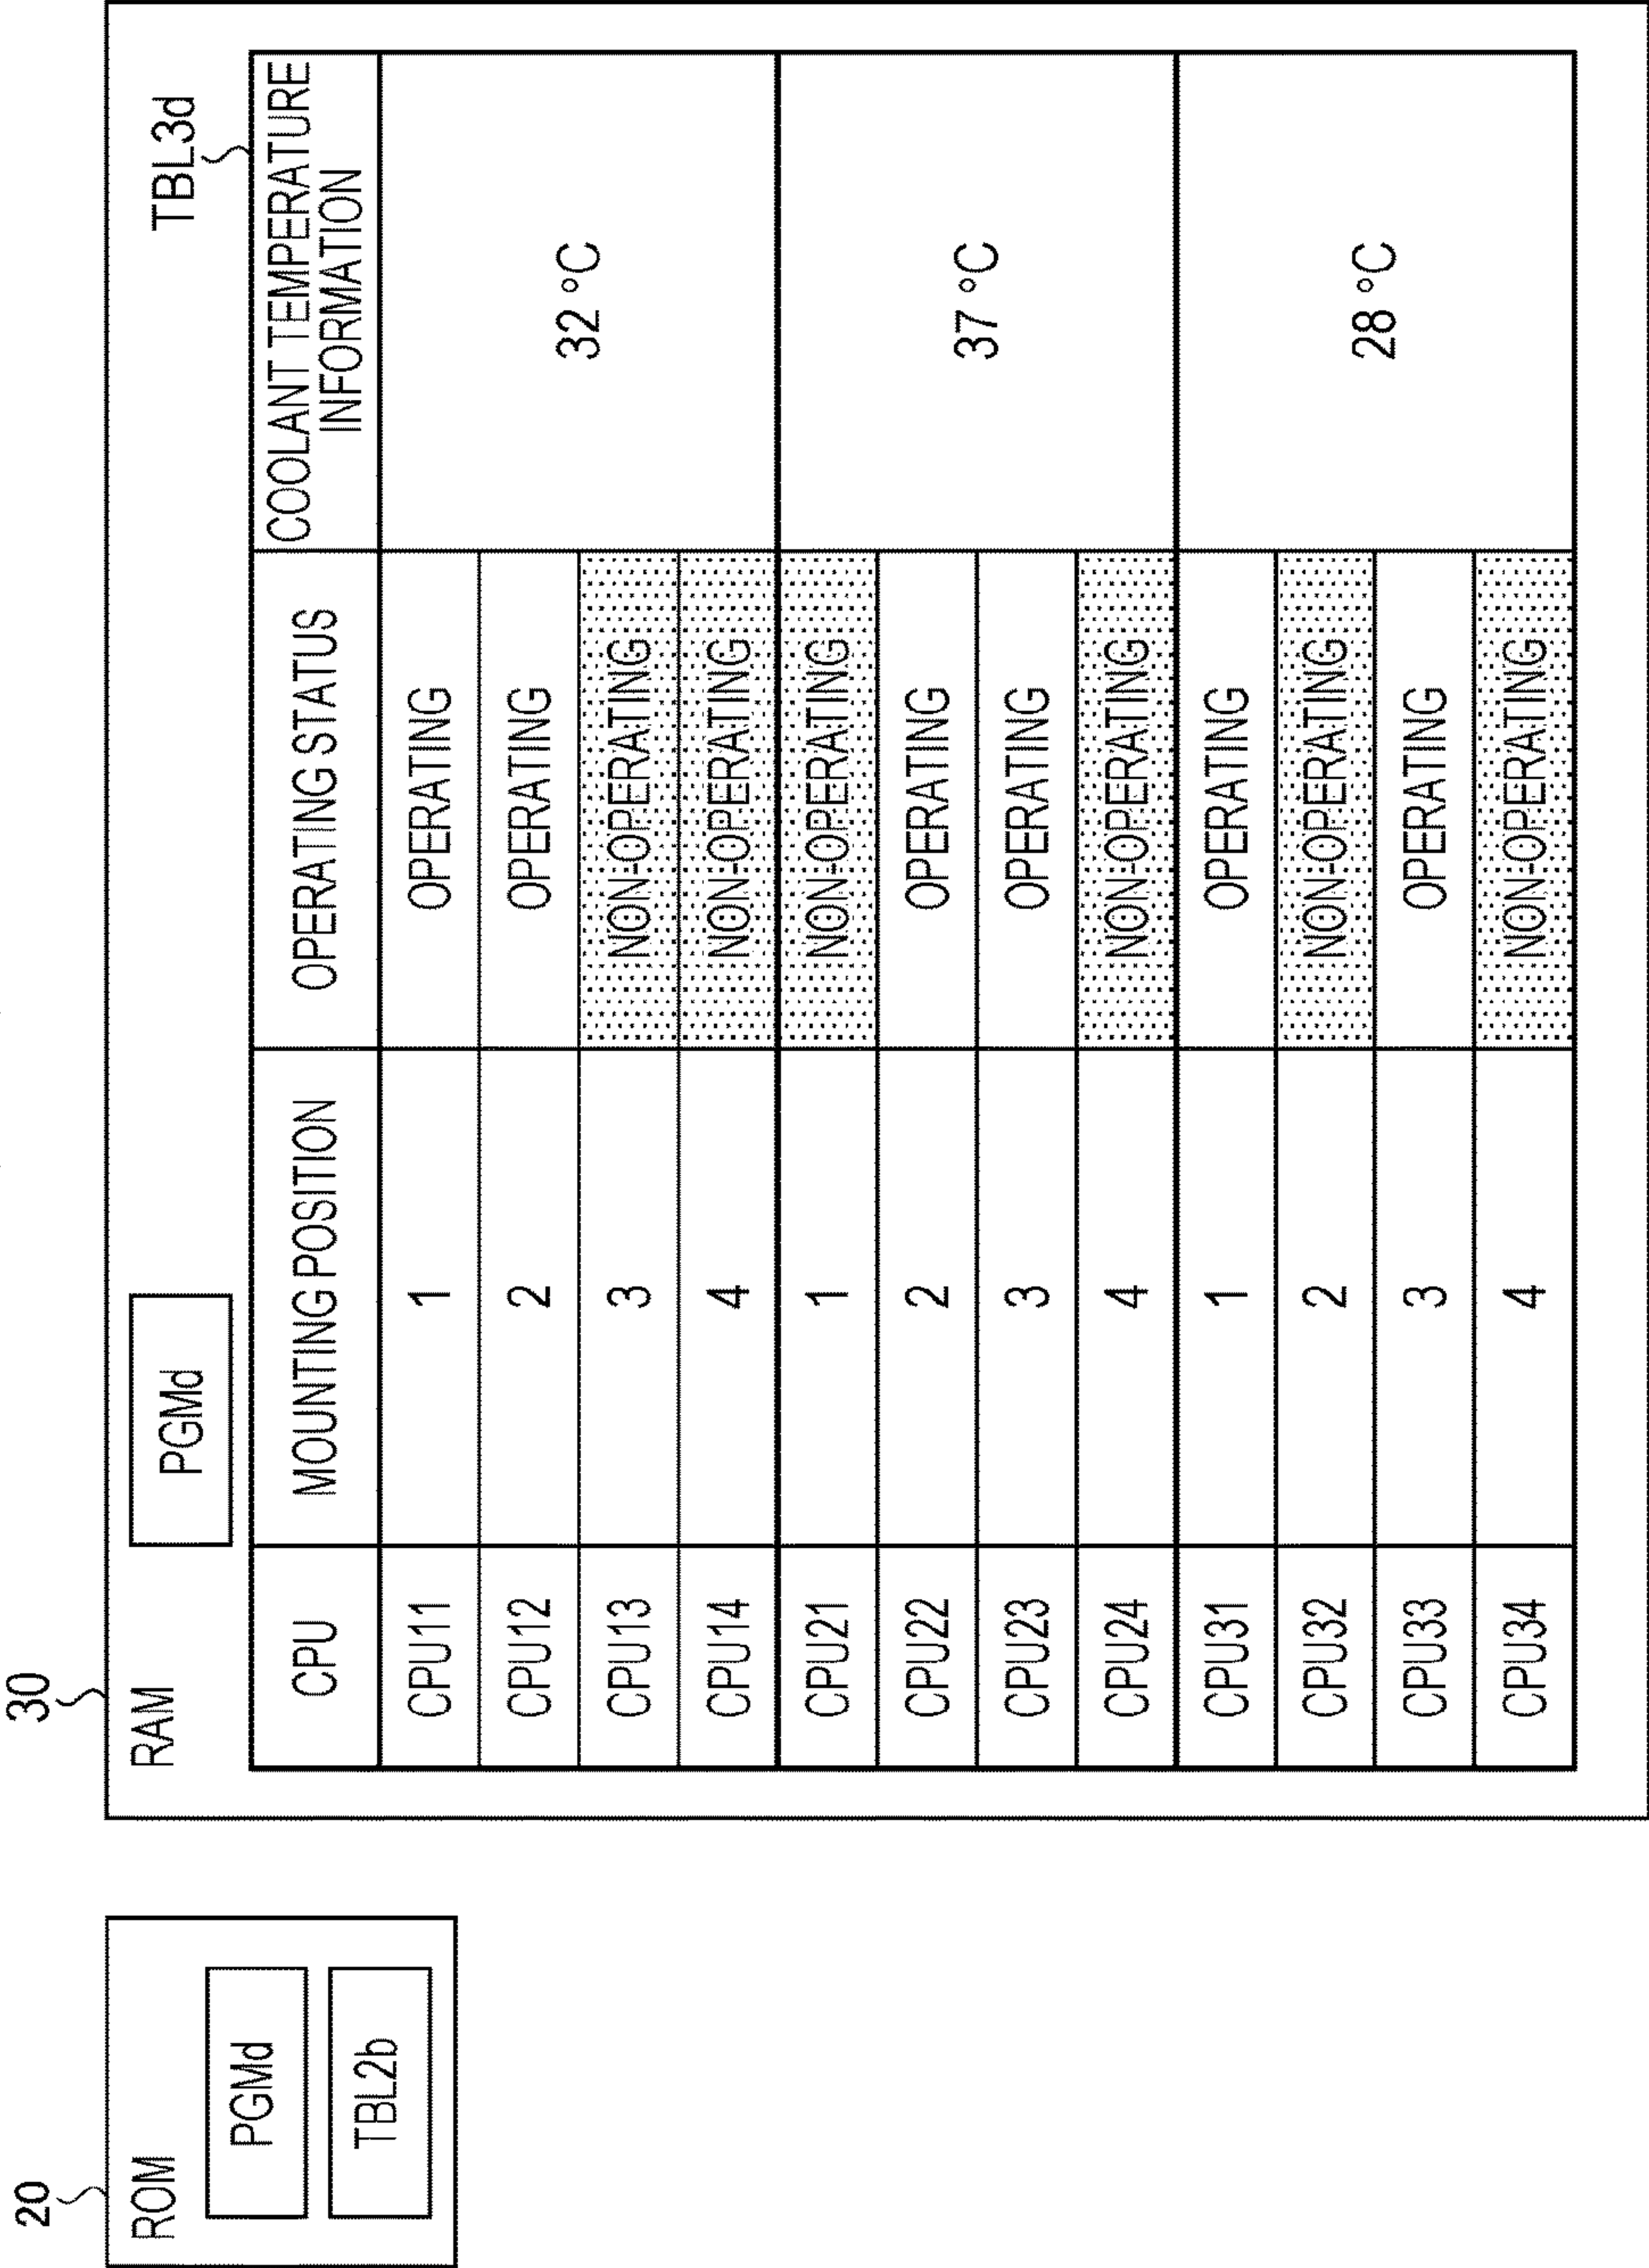 20
ROM
PGMd
TBL2b
30
RAM
PGMd
TBL3d
CPU MOUNTING POSITION OPERATING STATUS COOLANT TEMPERATURE
INFORMATION
CPU11 1 OPERATING 32 °C
CPU12 2 OPERATING
CPU13 3 NON-OPERATING
CPU14 4 NON-OPERATING
CPU21 1 NON-OPERATING 37 °C
CPU22 2 OPERATING
CPU23 3 OPERATING
CPU24 4 NON-OPERATING
CPU31 1 OPERATING 28 °C
CPU32 2 NON-OPERATING
CPU33 3 OPERATING
CPU34 4 NON-OPERATING